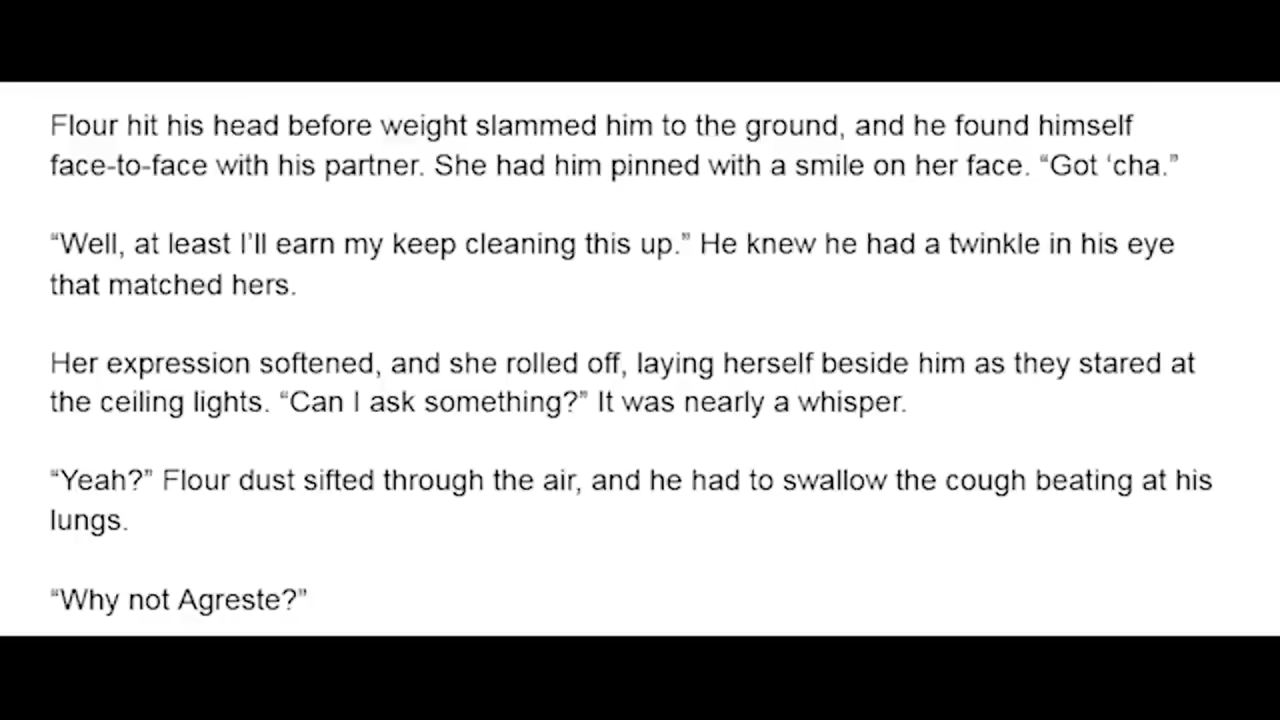 Flour hit his head before weight slammed him to the ground, and he found himself
face-to-face with his partner. She had him pinned with a smile on her face. “Got ‘cha.”
“Well, at least I’ll earn my keep cleaning this up.” He knew he had a twinkle in his eye
that matched hers.
Her expression softened, and she rolled off, laying herself beside him as they stared at
the ceiling lights. “Can I ask something?” It was nearly a whisper.
“Yeah?” Flour dust sifted through the air, and he had to swallow the cough beating at his
lungs.
“Why not Agreste?”